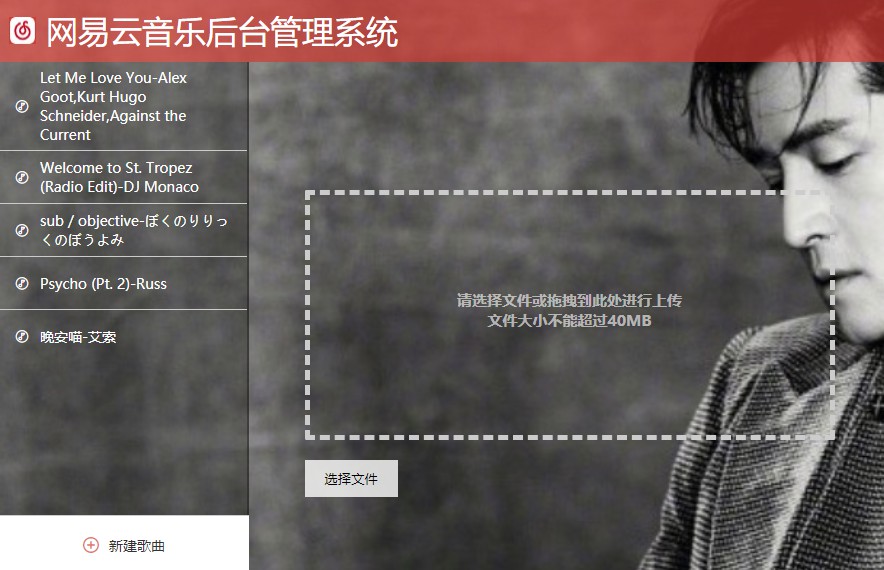 网易云音乐后台管理系统
Let Me Love You-Alex
Goot,Kurt Hugo
Schneider,Against the
Current
Welcome to St. Tropez
(Radio Edit)-DJ Monaco
sub / objective-ぼくのりりっ
くのぼうよみ
Psycho (Pt. 2)-Russ
晚安喵-艾索
新建歌曲
请选择文件或拖拽到此处进行上传
文件大小不能超过40MB
选择文件